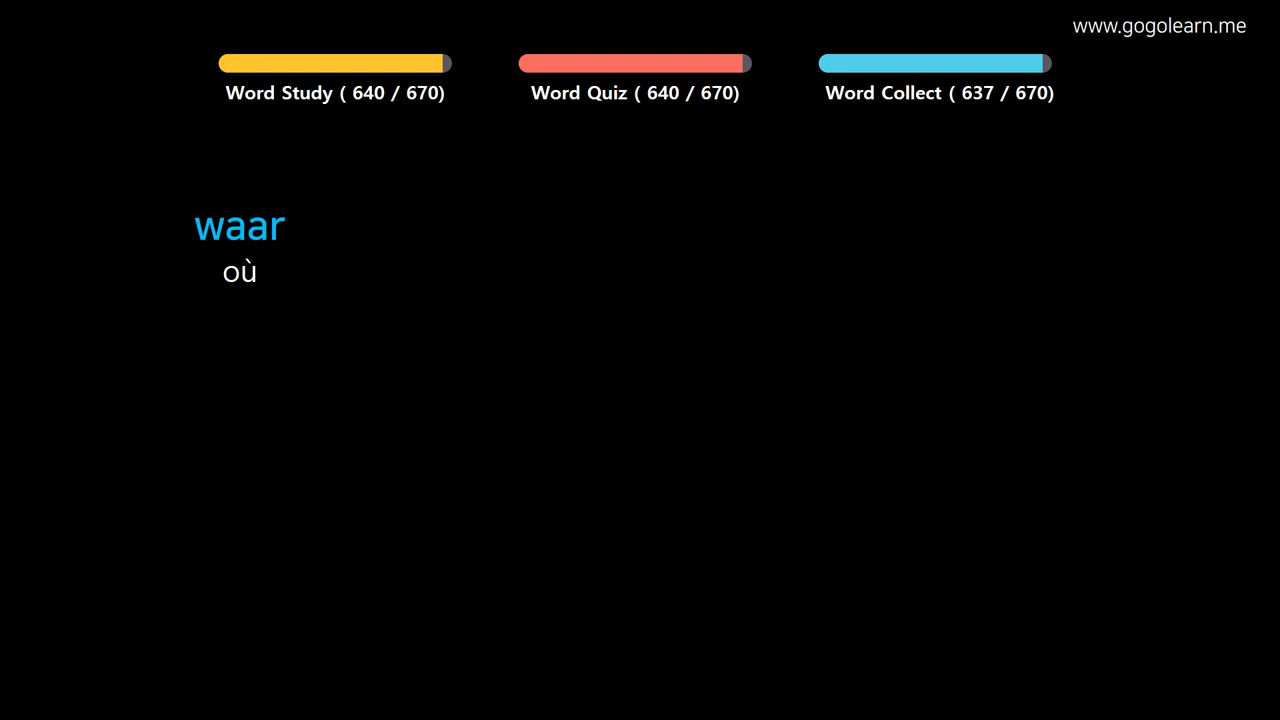 www.gogolearn.me
Word Study ( 640 / 670)
Word Quiz ( 640 / 670)
Word Collect ( 637 / 670)
waar
où